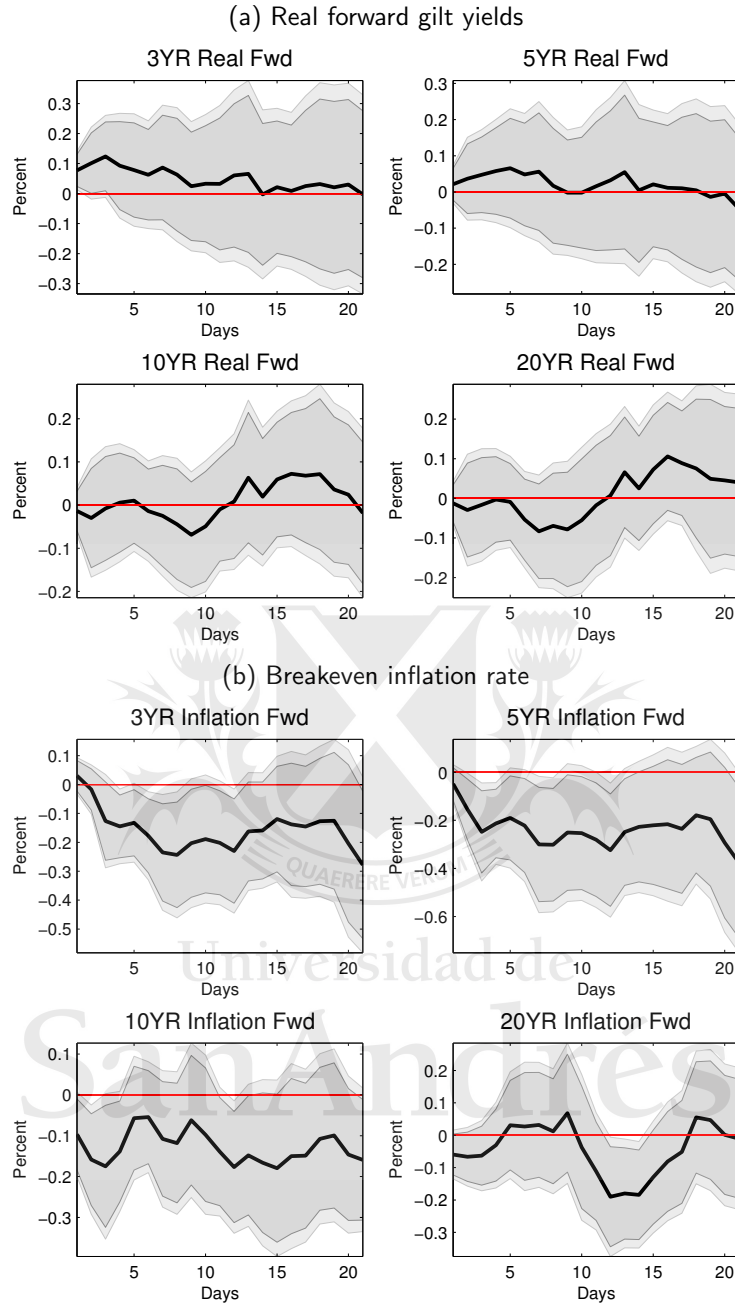 (a) Real forward gilt yields
3YR Real Fwd
Percent
0.3
0.2
0.1
0
−0.1
−0.2
−0.3
5
10
15
20
Days
5YR Real Fwd
Percent
0.3
0.2
0.1
0
−0.1
−0.2
5
10
15
20
Days
10YR Real Fwd
Percent
0.2
0.1
0
−0.1
−0.2
5
10
15
20
Days
20YR Real Fwd
Percent
0.2
0.1
0
−0.1
−0.2
5
10
15
20
Days
(b) Breakeven inflation rate
3YR Inflation Fwd
Percent
0.1
0
−0.1
−0.2
−0.3
−0.4
−0.5
5
10
15
20
Days
5YR Inflation Fwd
Percent
0
−0.2
−0.4
−0.6
5
10
15
20
Days
QUAERERE VERUM
Universidad de
SanAndrés
10YR Inflation Fwd
Percent
0.1
0
−0.1
−0.2
−0.3
5
10
15
20
Days
20YR Inflation Fwd
Percent
0.2
0.1
0
−0.1
−0.2
−0.3
5
10
15
20
Days